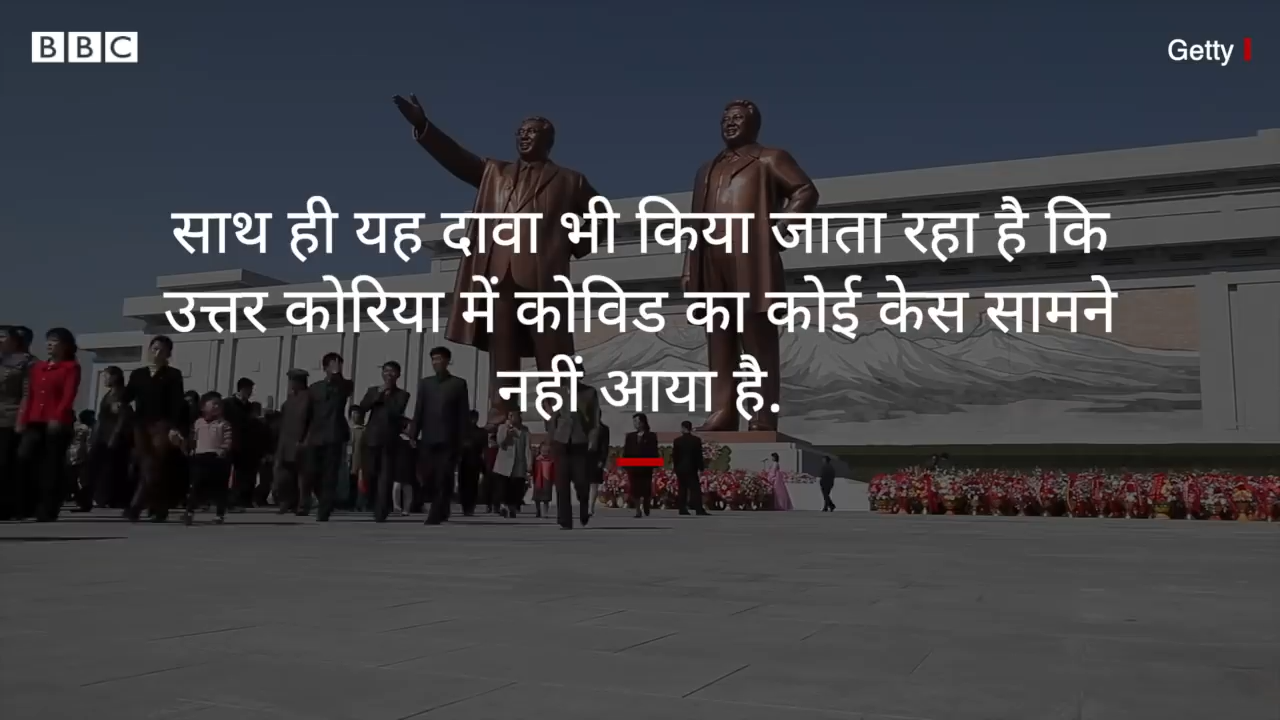 BBC
Getty
साथ ही यह दावा भी किया जाता रहा है कि
उत्तर कोरिया में कोविड का कोई केस सामने
नहीं आया है.